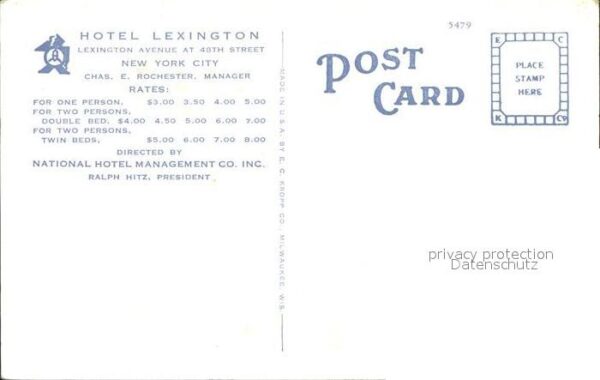 HOTEL LEXINGTON
LEXINGTON AVENUE AT 48TH STREET
NEW YORK CITY
CHAS. E. ROCHESTER, MANAGER
RATES:
FOR ONE PERSON, $3.00 3.50 4.00 5.00
FOR TWO PERSONS,
DOUBLE BED, $4.00 4.50 5.00 6.00 7.00
FOR TWO PERSONS,
TWIN BEDS, $5.00 6.00 7.00 8.00
DIRECTED BY
NATIONAL HOTEL MANAGEMENT CO. INC.
RALPH HITZ, PRESIDENT
MADE IN U.S.A. BY E. C. KROPP CO., MILWAUKEE, WIS.
5479
POST
CARD
E C
PLACE
STAMP
HERE
K Co
privacy protection
Datenschutz